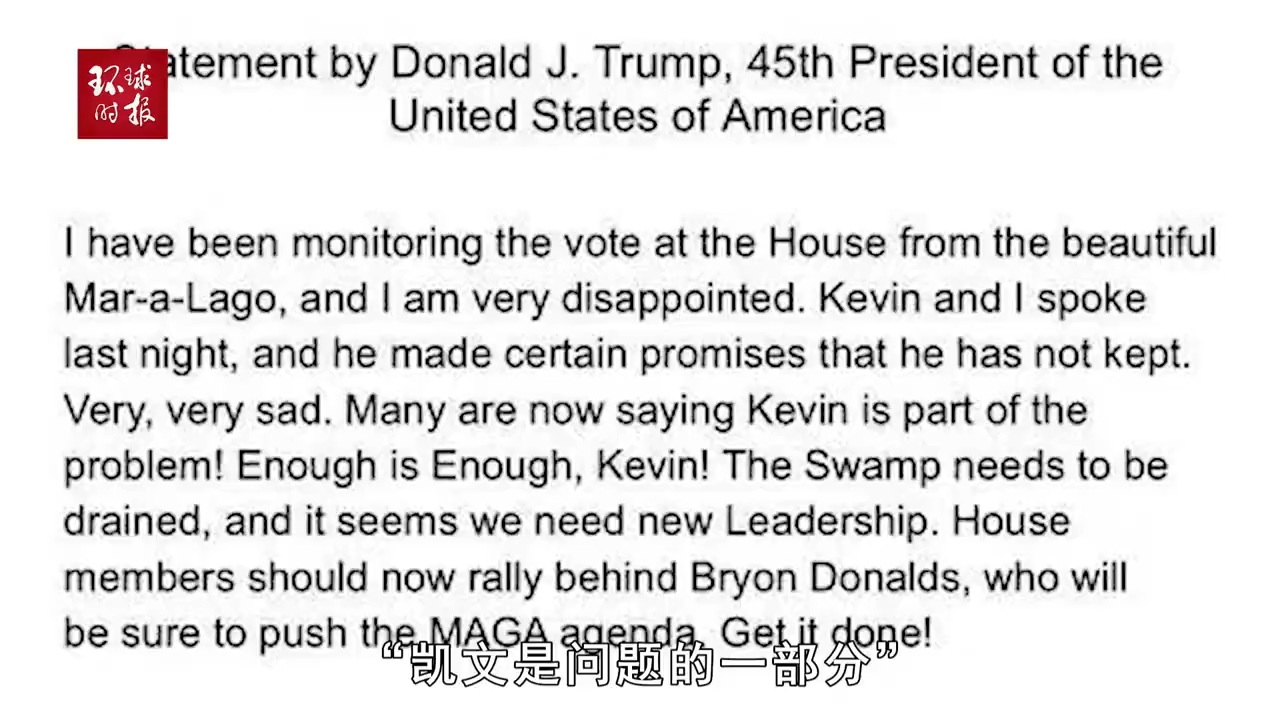 环球
时报
Statement by Donald J. Trump, 45th President of the
United States of America
I have been monitoring the vote at the House from the beautiful
Mar-a-Lago, and I am very disappointed. Kevin and I spoke
last night, and he made certain promises that he has not kept.
Very, very sad. Many are now saying Kevin is part of the
problem! Enough is Enough, Kevin! The Swamp needs to be
drained, and it seems we need new Leadership. House
members should now rally behind Bryon Donalds, who will
be sure to push the MAGA agenda. Get it done!
“凯文是问题的一部分”